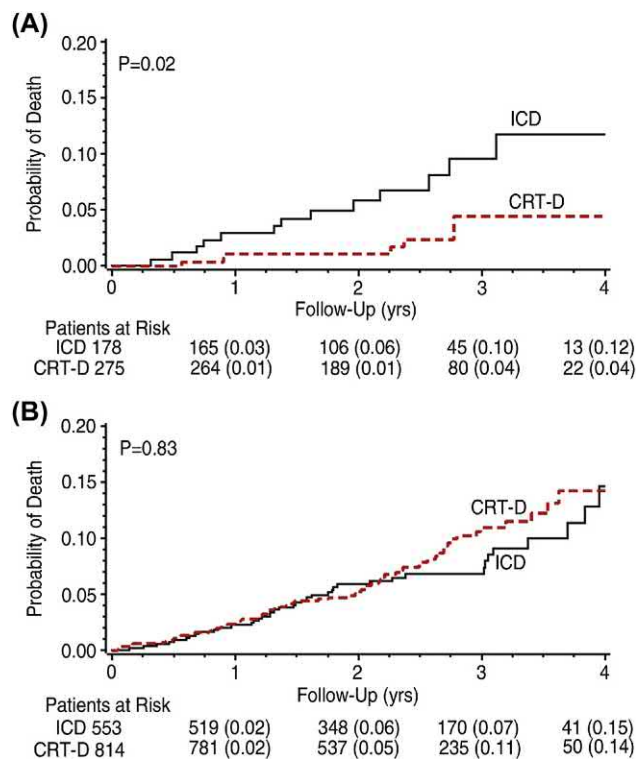 (A)
0.20
P=0.02
0.15
ICD
0.10
CRT-D
0.05
0.00
Probability of Death
0 1 2 3 4
Follow-Up (yrs)
Patients at Risk
ICD 178 165 (0.03) 106 (0.06) 45 (0.10) 13 (0.12)
CRT-D 275 264 (0.01) 189 (0.01) 80 (0.04) 22 (0.04)
(B)
0.20
P=0.83
0.15
CRT-D
0.10
ICD
0.05
0.00
Probability of Death
0 1 2 3 4
Follow-Up (yrs)
Patients at Risk
ICD 553 519 (0.02) 348 (0.06) 170 (0.07) 41 (0.15)
CRT-D 814 781 (0.02) 537 (0.05) 235 (0.11) 50 (0.14)